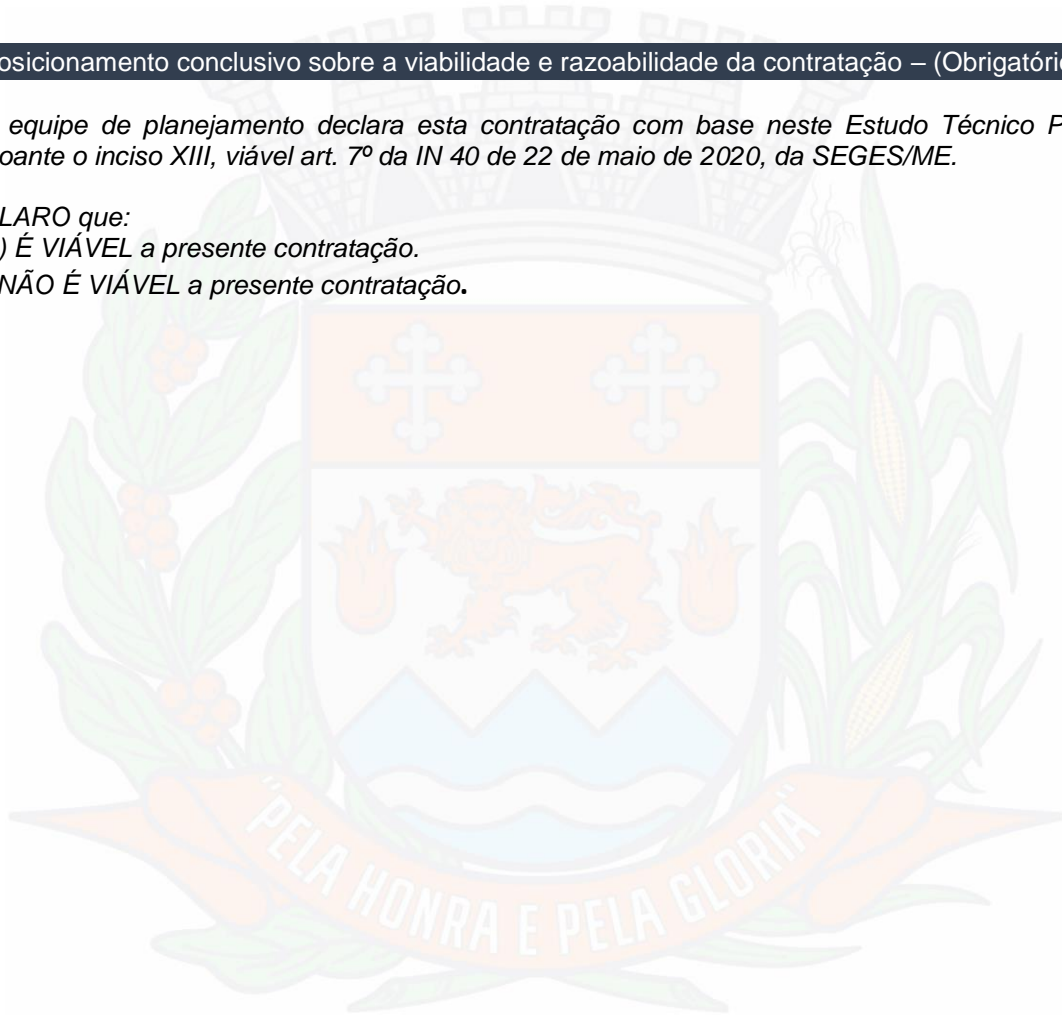 osicionamento conclusivo sobre a viabilidade e razoabilidade da contratação – (Obrigatóri
equipe de planejamento declara esta contratação com base neste Estudo Técnico P
oante o inciso XIII, viável art. 7º da IN 40 de 22 de maio de 2020, da SEGES/ME.
LARO que:
) É VIÁVEL a presente contratação.
NÃO É VIÁVEL a presente contratação.
"PELA HONRA E PELA GLORIA"